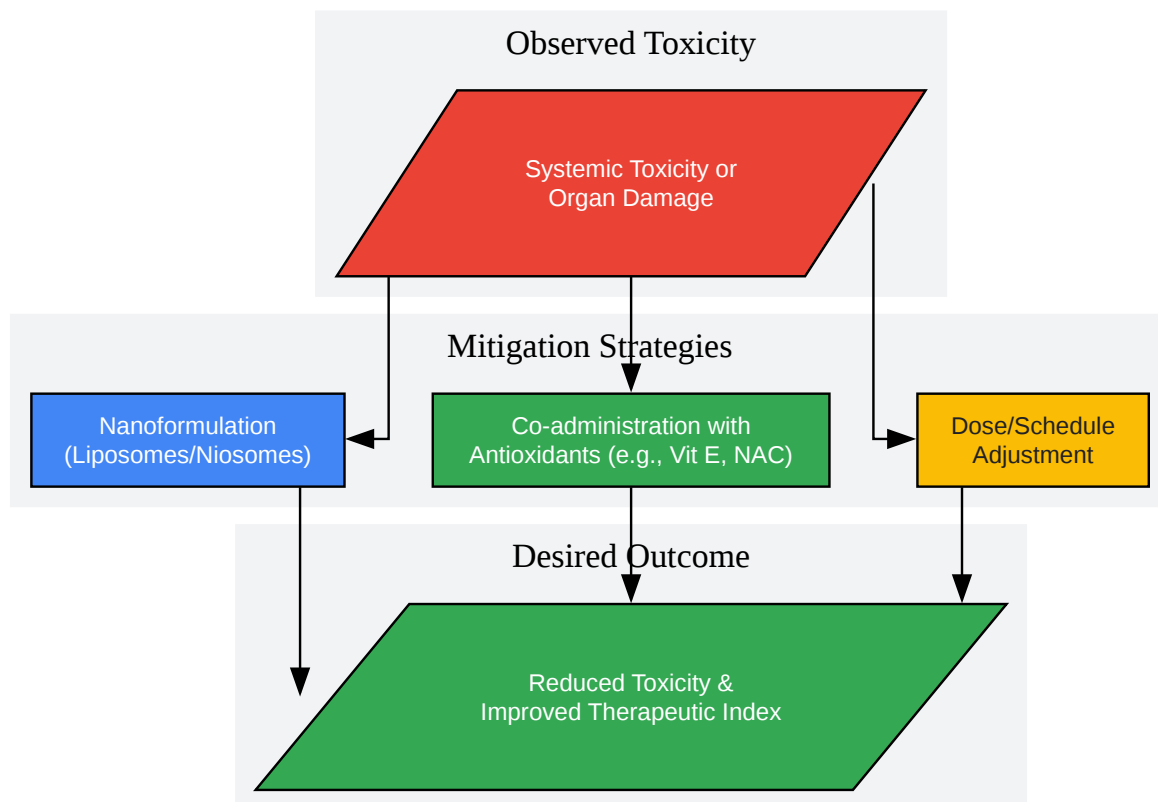 Observed Toxicity
Systemic Toxicity or
Organ Damage
Mitigation Strategies
Nanoformulation
(Liposomes/Niosomes)
Co-administration with
Antioxidants (e.g., Vit E, NAC)
Dose/Schedule
Adjustment
Desired Outcome
Reduced Toxicity &
Improved Therapeutic Index